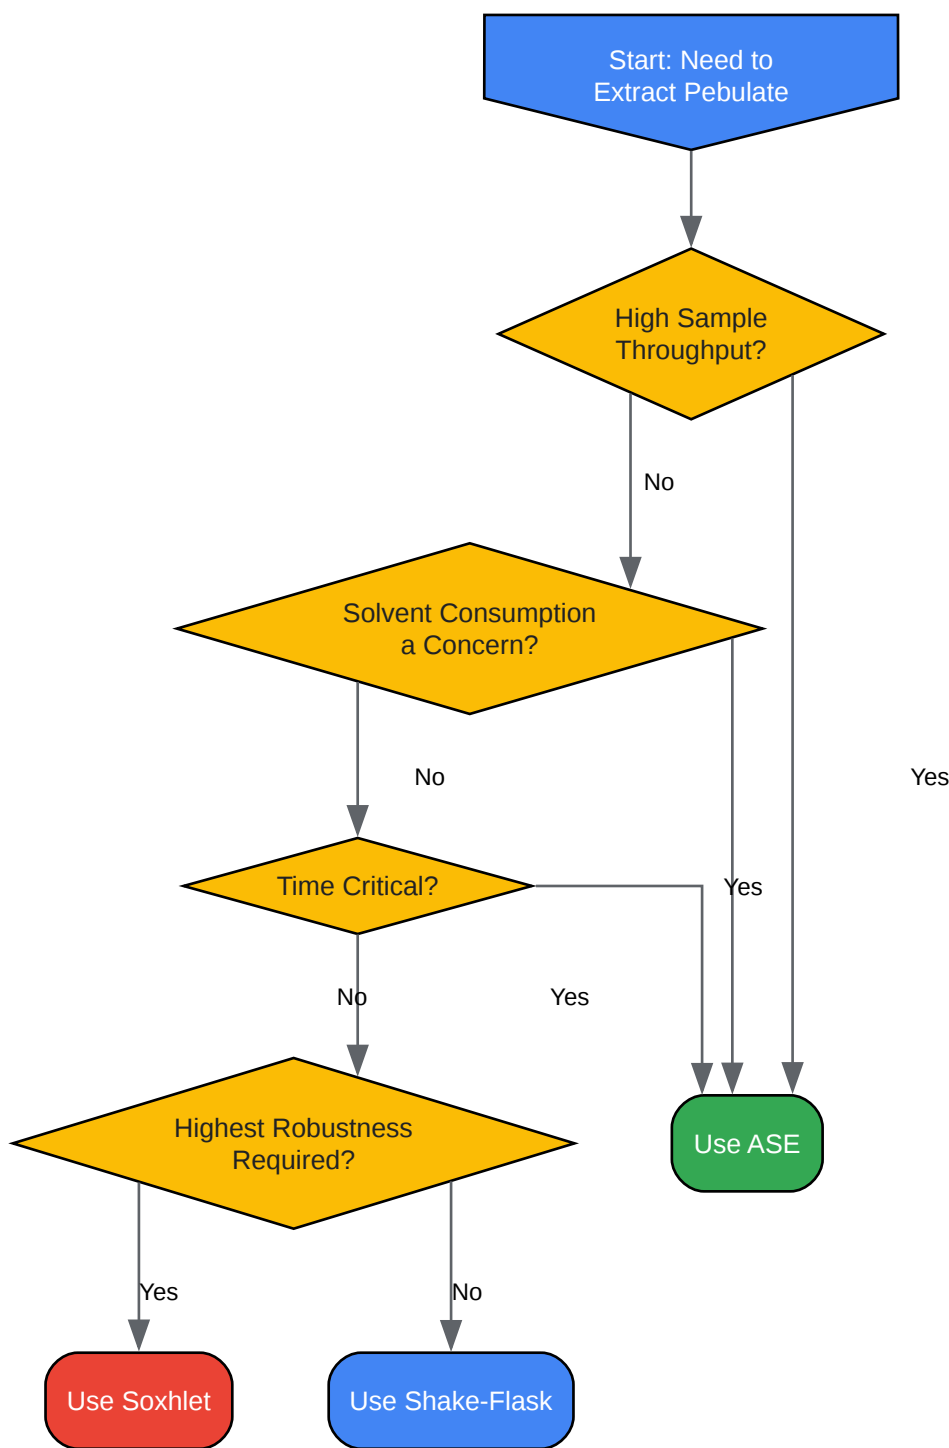 Start: Need to
Extract Pebulate
High Sample
Throughput?
No
Solvent Consumption
a Concern?
No
Yes
Time Critical?
Yes
No
Yes
Highest Robustness
Required?
Use ASE
Yes
No
Use Soxhlet
Use Shake-Flask